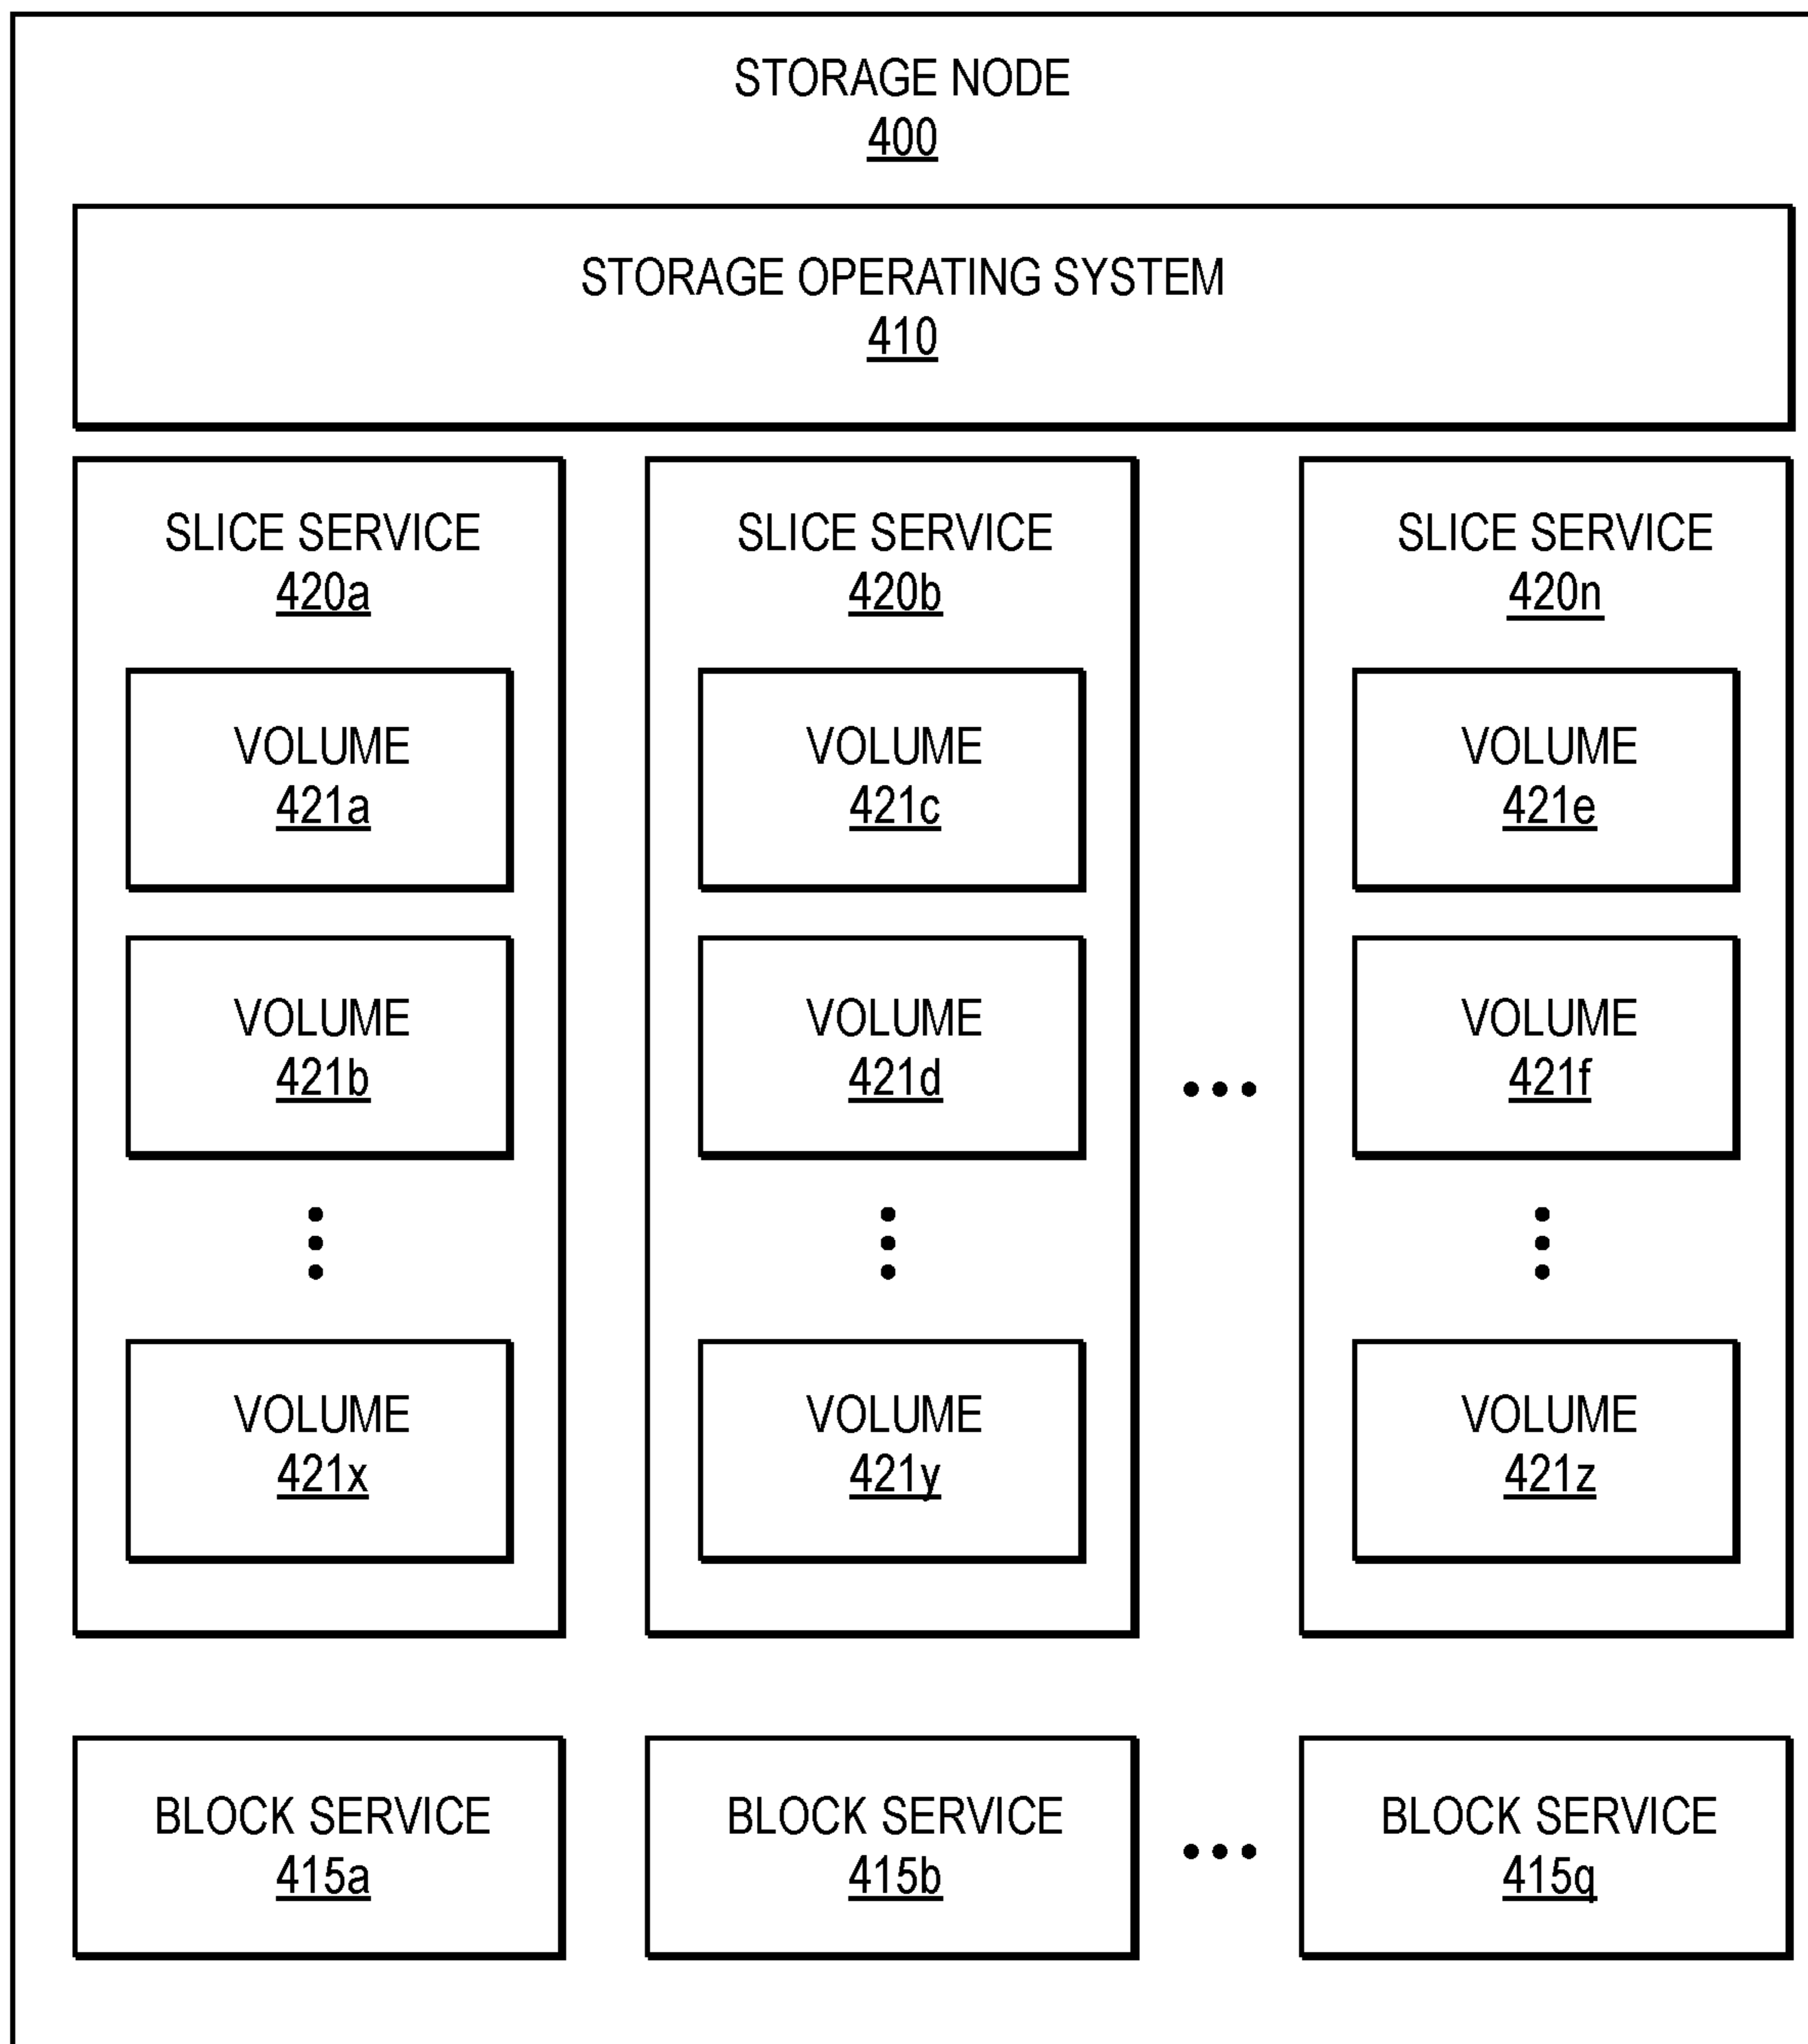 STORAGE NODE
400
STORAGE OPERATING SYSTEM
410
SLICE SERVICE
420a
VOLUME
421a
VOLUME
421b
VOLUME
421x
SLICE SERVICE
420b
VOLUME
421c
VOLUME
421d
VOLUME
421y
SLICE SERVICE
420n
VOLUME
421e
VOLUME
421f
VOLUME
421z
BLOCK SERVICE
415a
BLOCK SERVICE
415b
BLOCK SERVICE
415q